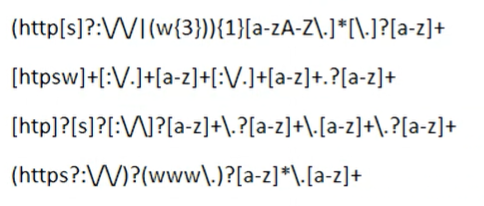 (http[s]?:\/\/|(w{3})){1}[a-zA-Z\.]*[\.]?[a-z]+
[htpsw]+[:\/.]+[a-z]+[:\/.]+[a-z]+.?[a-z]+
[htp]?[s]?[:\/\]?[a-z]+\.?[a-z]+\.[a-z]+\.?[a-z]+
(https?:\/\/)?(www\.)?[a-z]*\.[a-z]+